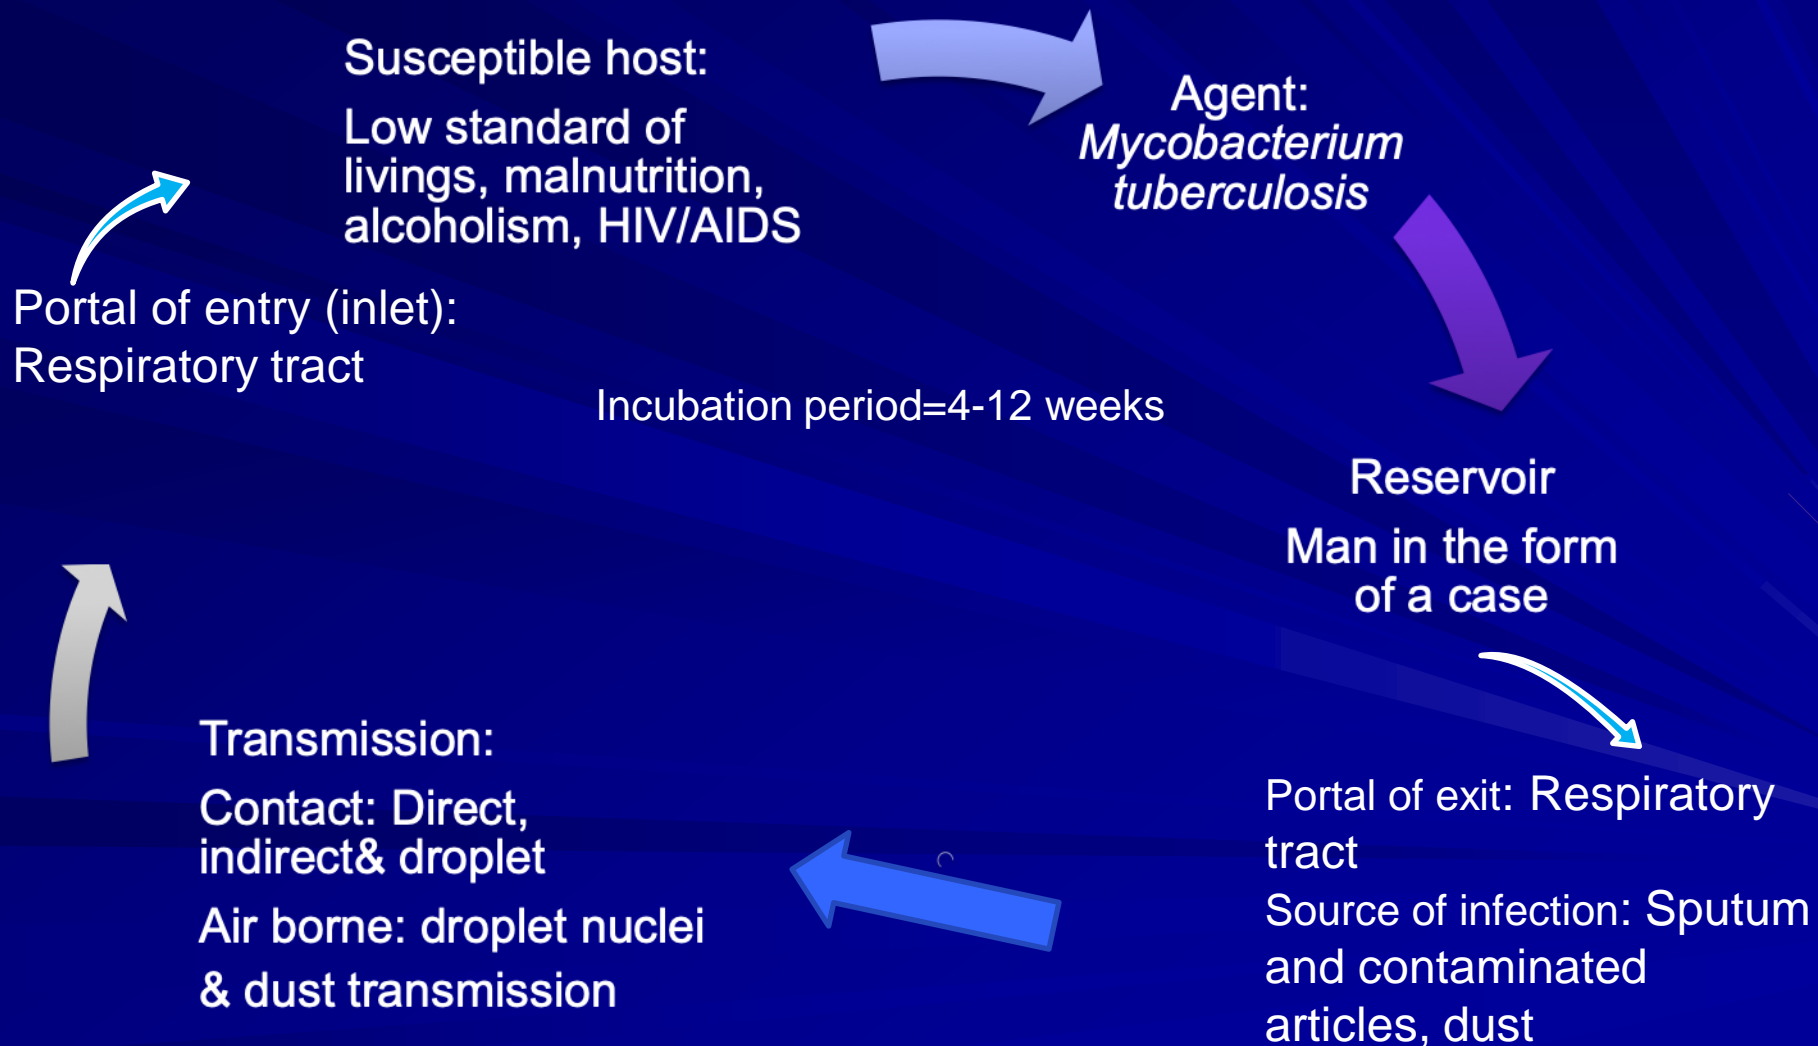 Susceptible host:
Low standard of
livings, malnutrition,
alcoholism, HIV/AIDS
Agent:
Mycobacterium
tuberculosis
Portal of entry (inlet):
Respiratory tract
Incubation period=4-12 weeks
Reservoir
Man in the form
of a case
Transmission:
Contact: Direct,
indirect& droplet
Air borne: droplet nuclei
& dust transmission
Portal of exit: Respiratory
tract
Source of infection: Sputum
and contaminated
articles, dust